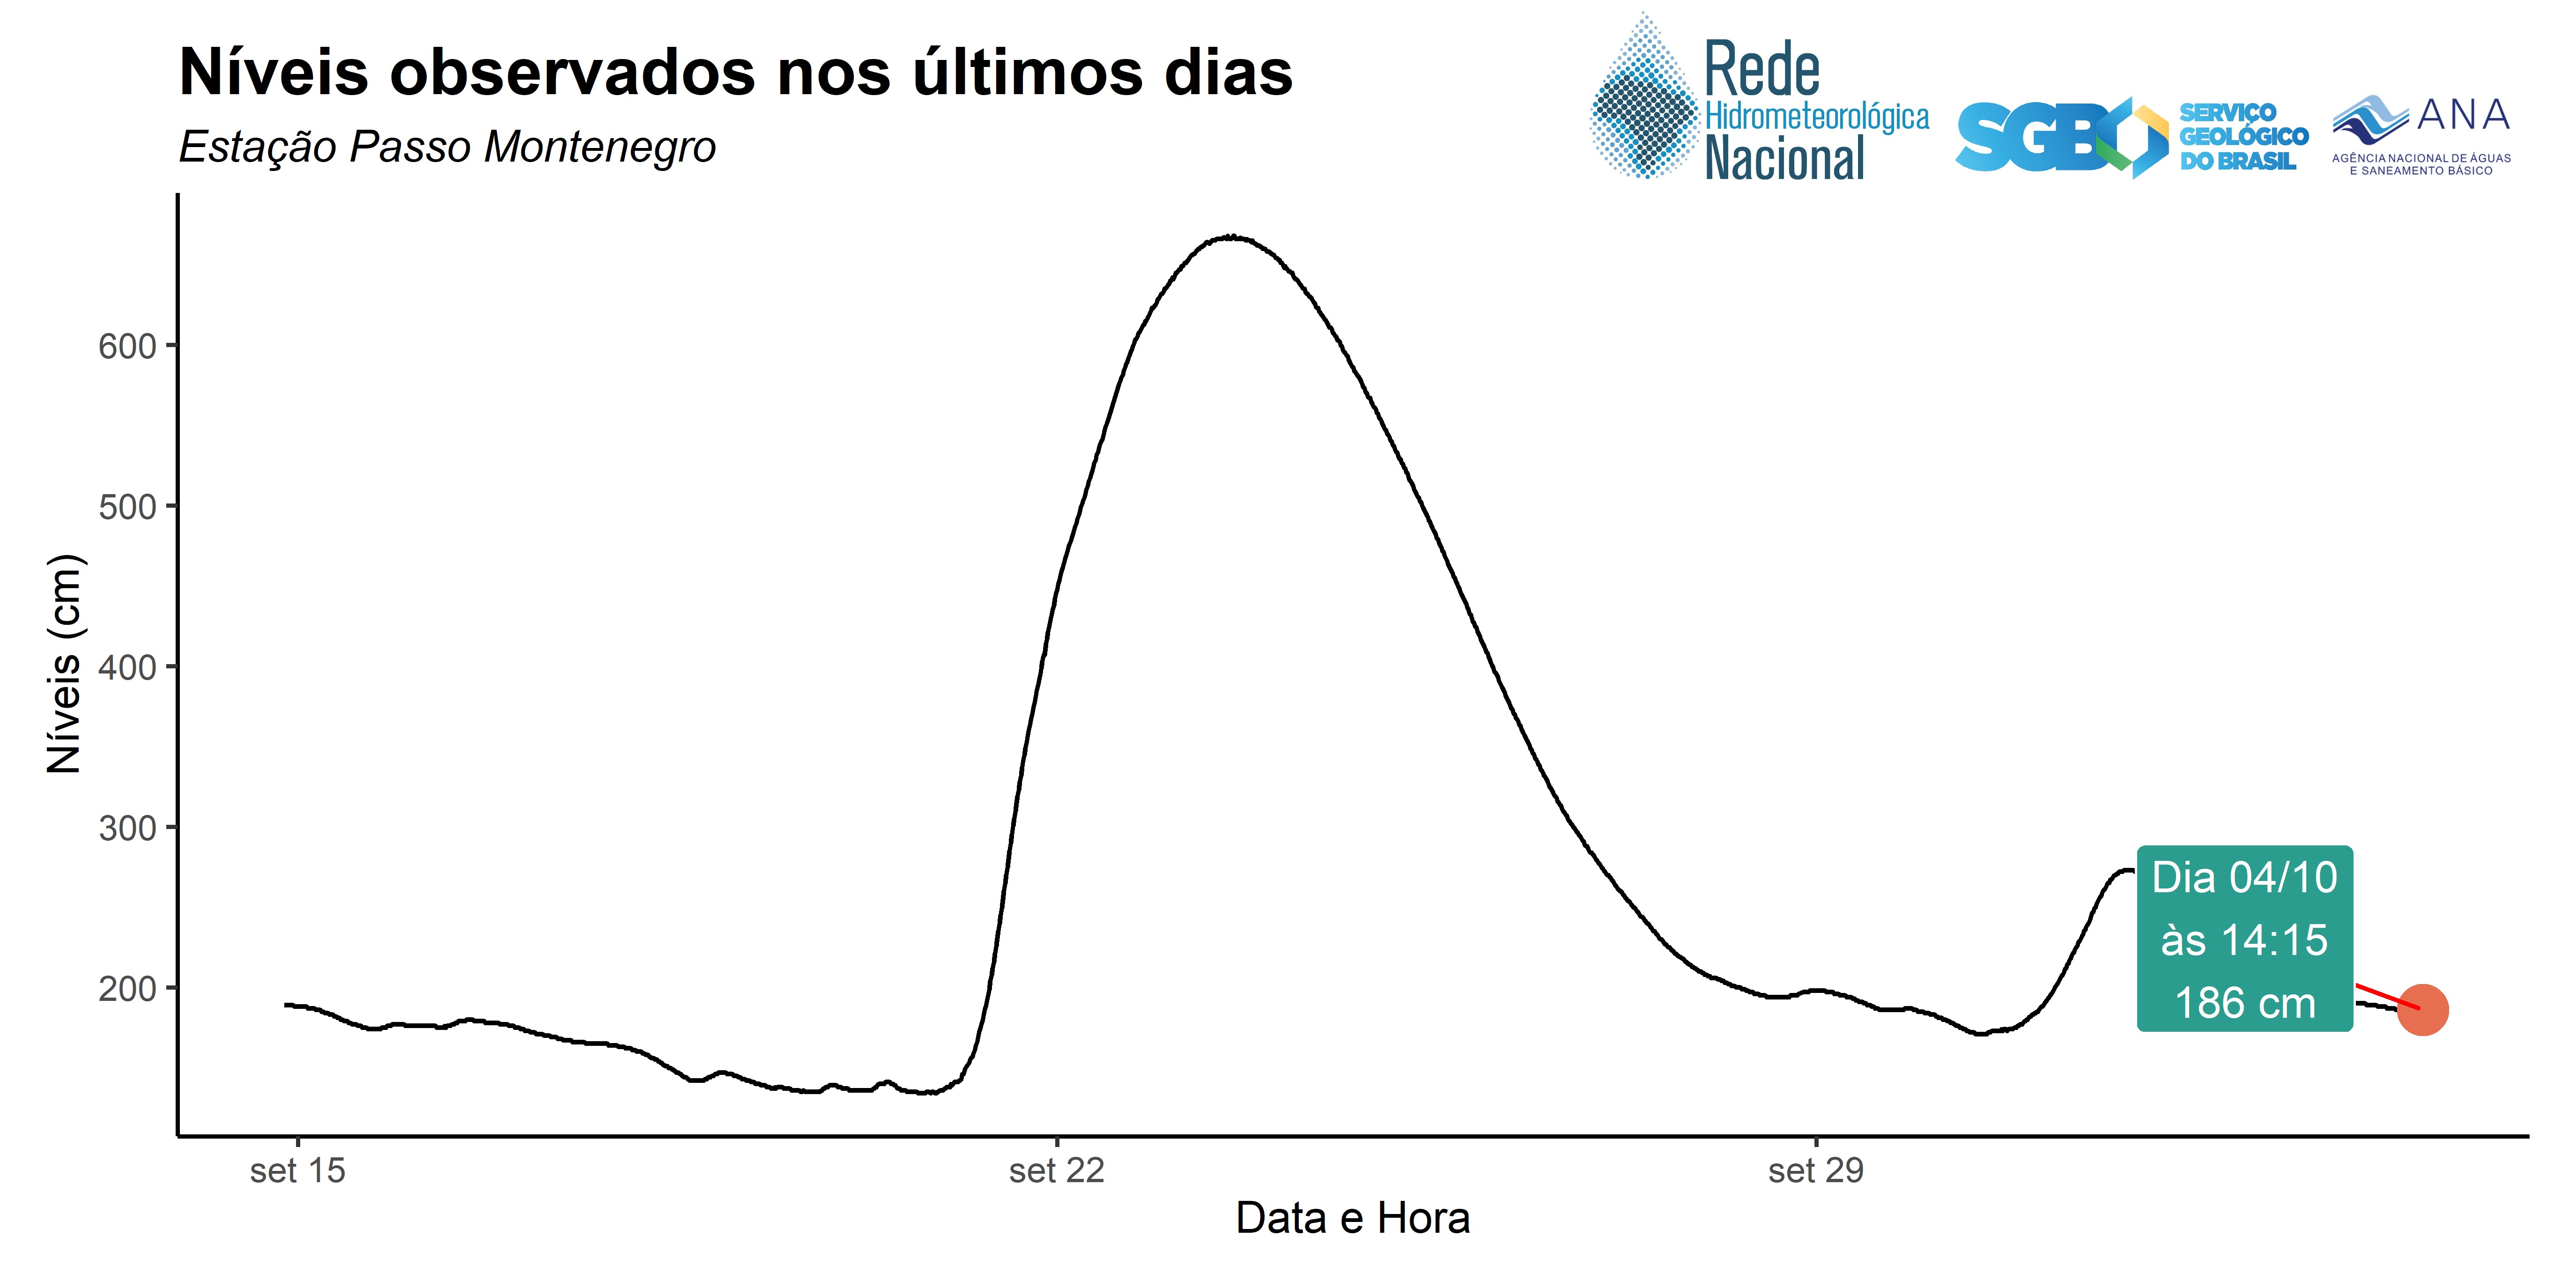 Níveis observados nos últimos dias
Estação Passo Montenegro
Rede
Hidrometeorológica
Nacional
SGB
SERVIÇO
GEOLÓGICO
DO BRASIL
ANA
AGÊNCIA NACIONAL DE ÁGUAS
E SANEAMENTO BÁSICO
Níveis (cm)
600
500
400
300
200
Dia 04/10
às 14:15
186 cm
set 15
set 22
set 29
Data e Hora